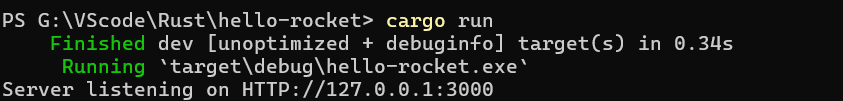 PS G:\VScode\Rust\hello-rocket> cargo run
Finished dev [unoptimized + debuginfo] target(s) in 0.34s
Running `target\debug\hello-rocket.exe`
Server listening on HTTP://127.0.0.1:3000